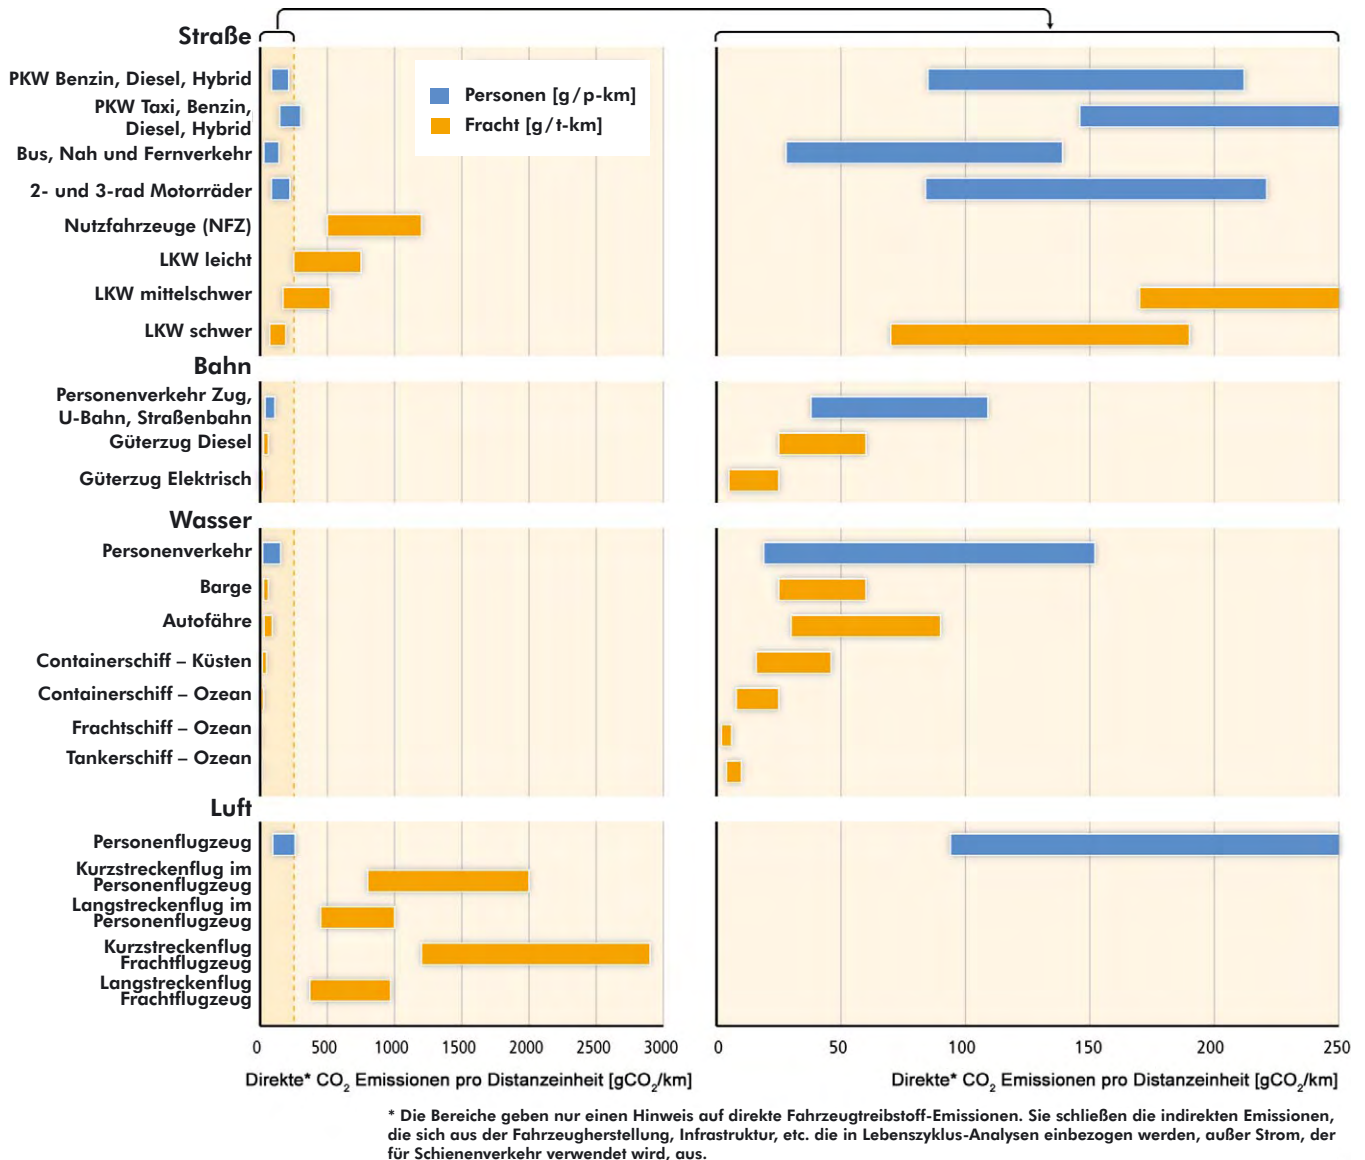 Straße
PKW Benzin, Diesel, Hybrid
PKW Taxi, Benzin,
Diesel, Hybrid
Bus, Nah und Fernverkehr
2- und 3-rad Motorräder
Nutzfahrzeuge (NFZ)
LKW leicht
LKW mittelschwer
LKW schwer
Personen [g/p-km]
Fracht [g/t-km]
Bahn
Personenverkehr Zug,
U-Bahn, Straßenbahn
Güterzug Diesel
Güterzug Elektrisch
Wasser
Personenverkehr
Barge
Autofähre
Containerschiff – Küsten
Containerschiff – Ozean
Frachtschiff – Ozean
Tankerschiff – Ozean
Luft
Personenflugzeug
Kurzstreckenflug im
Personenflugzeug
Langstreckenflug im
Personenflugzeug
Kurzstreckenflug
Frachtflugzeug
Langstreckenflug
Frachtflugzeug
0 500 1000 1500 2000 2500 3000
Direkte* CO₂ Emissionen pro Distanzeinheit [gCO₂/km]
0 50 100 150 200 250
Direkte* CO₂ Emissionen pro Distanzeinheit [gCO₂/km]
* Die Bereiche geben nur einen Hinweis auf direkte Fahrzeugtreibstoff-Emissionen. Sie schließen die indirekten Emissionen,
die sich aus der Fahrzeugherstellung, Infrastruktur, etc. die in Lebenszyklus-Analysen einbezogen werden, außer Strom, der
für Schienenverkehr verwendet wird, aus.